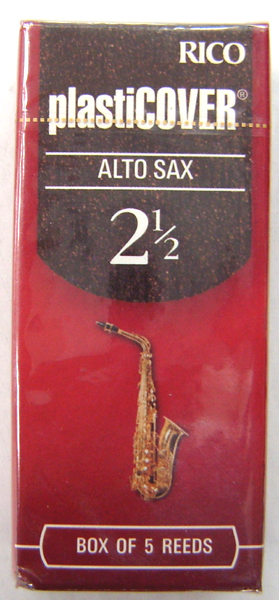 RICO
plastiCOVER®
ALTO SAX
2½
BOX OF 5 REEDS